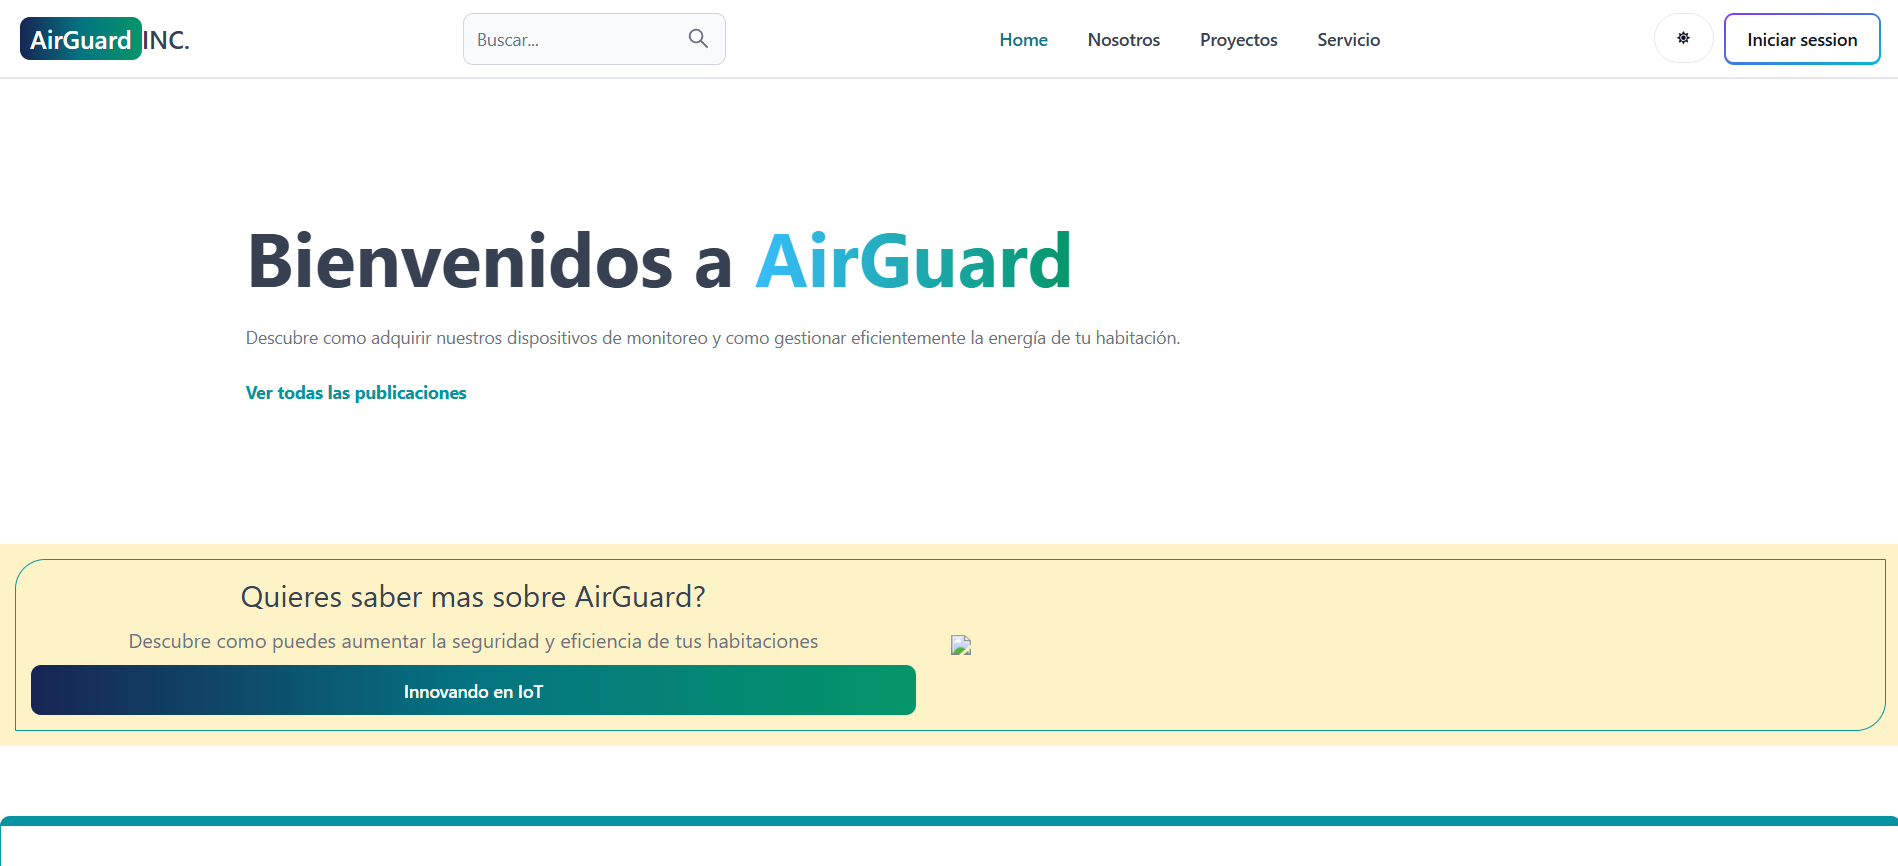 AirGuard INC.
Buscar...
Home
Nosotros
Proyectos
Servicio
Iniciar session
Bienvenidos a AirGuard
Descubre como adquirir nuestros dispositivos de monitoreo y como gestionar eficientemente la energía de tu habitación.
Ver todas las publicaciones
Quieres saber mas sobre AirGuard?
Descubre como puedes aumentar la seguridad y eficiencia de tus habitaciones
Innovando en IoT